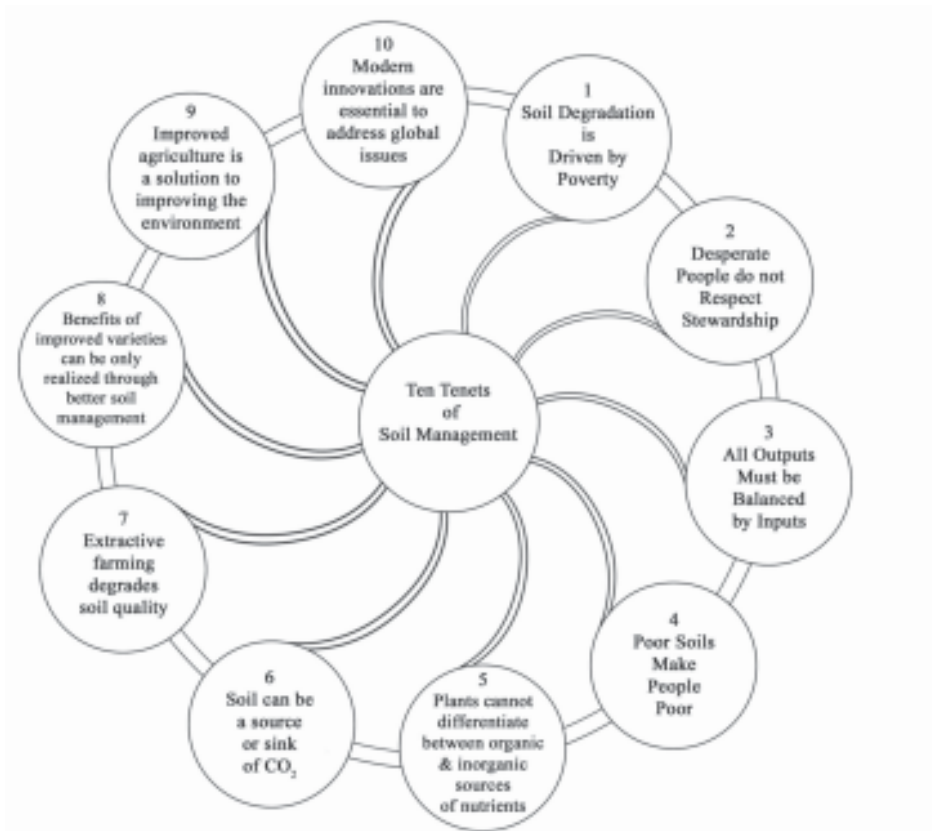 Ten Tenets
of
Soil Management
1
Soil Degradation
is
Driven by
Poverty
2
Desperate
People do not
Respect
Stewardship
3
All Outputs
Must be
Balanced
by Inputs
4
Poor Soils
Make
People
Poor
5
Plants cannot
differentiate
between organic
& inorganic
sources
of nutrients
6
Soil can be
a source
or sink
of CO₂
7
Extractive
farming
degrades
soil quality
8
Benefits of
improved varieties
can be only
realized through
better soil
management
9
Improved
agriculture is
a solution to
improving the
environment
10
Modern
innovations are
essential to
address global
issues